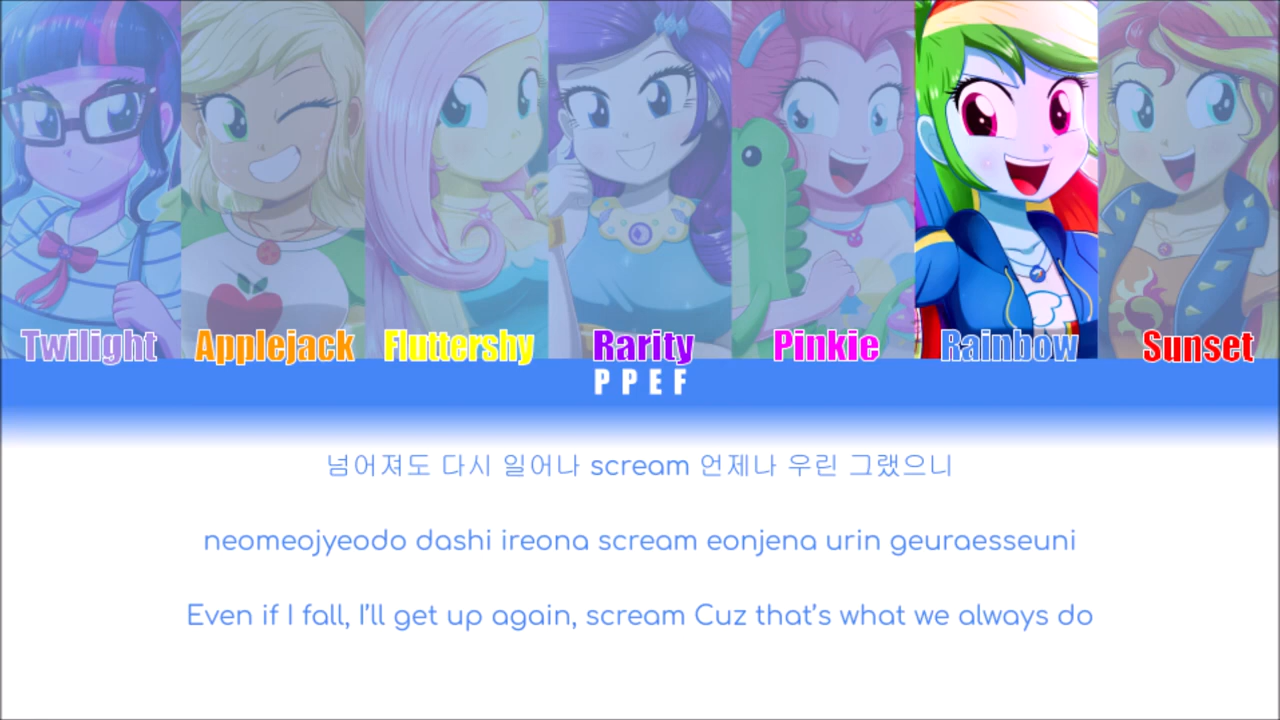 Twilight Applejack Fluttershy Rarity Pinkie Rainbow Sunset
PPEF
넘어져도 다시 일어나 scream 언제나 우린 그랬으니
neomeojyeodo dashi ireona scream eonjena urin geuraesseuni
Even if I fall, I’ll get up again, scream Cuz that’s what we always do